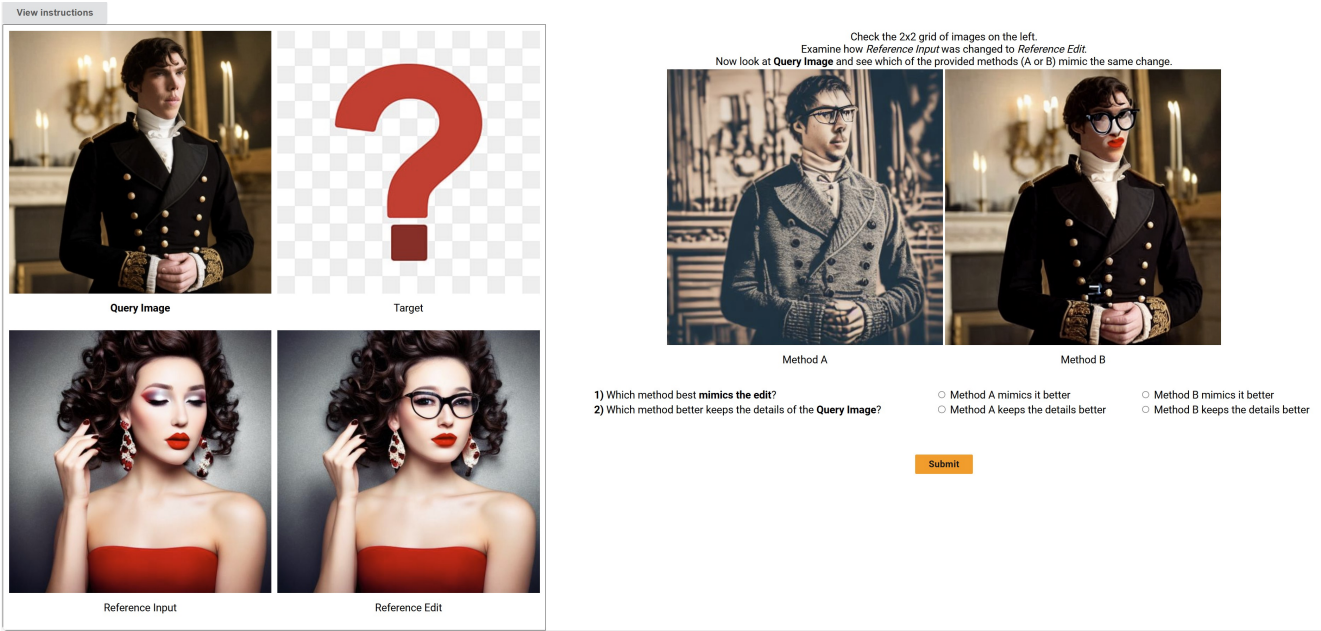 View instructions
Query Image
Target
Reference Input
Reference Edit
Check the 2x2 grid of images on the left.
Examine how Reference Input was changed to Reference Edit.
Now look at Query Image and see which of the provided methods (A or B) mimic the same change.
Method A
Method B
1) Which method best mimics the edit?
Method A mimics it better
Method B mimics it better
2) Which method better keeps the details of the Query Image?
Method A keeps the details better
Method B keeps the details better
Submit